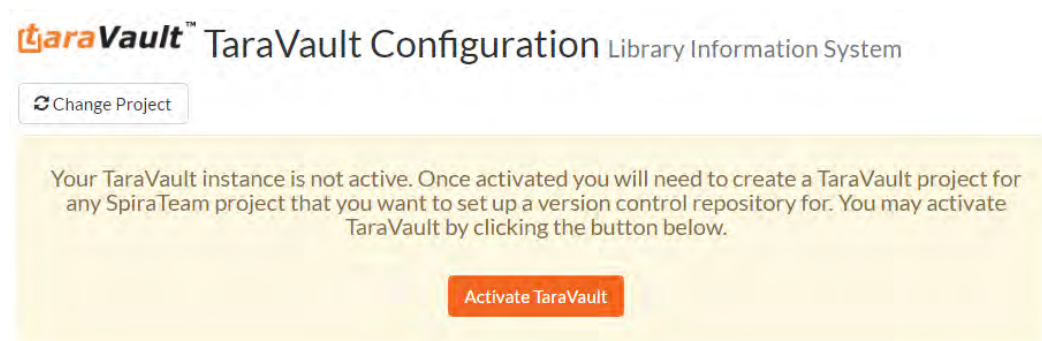 taraVault™ TaraVault Configuration Library Information System
Change Project
Your TaraVault instance is not active. Once activated you will need to create a TaraVault project for
any SpiraTeam project that you want to set up a version control repository for. You may activate
TaraVault by clicking the button below.
Activate TaraVault